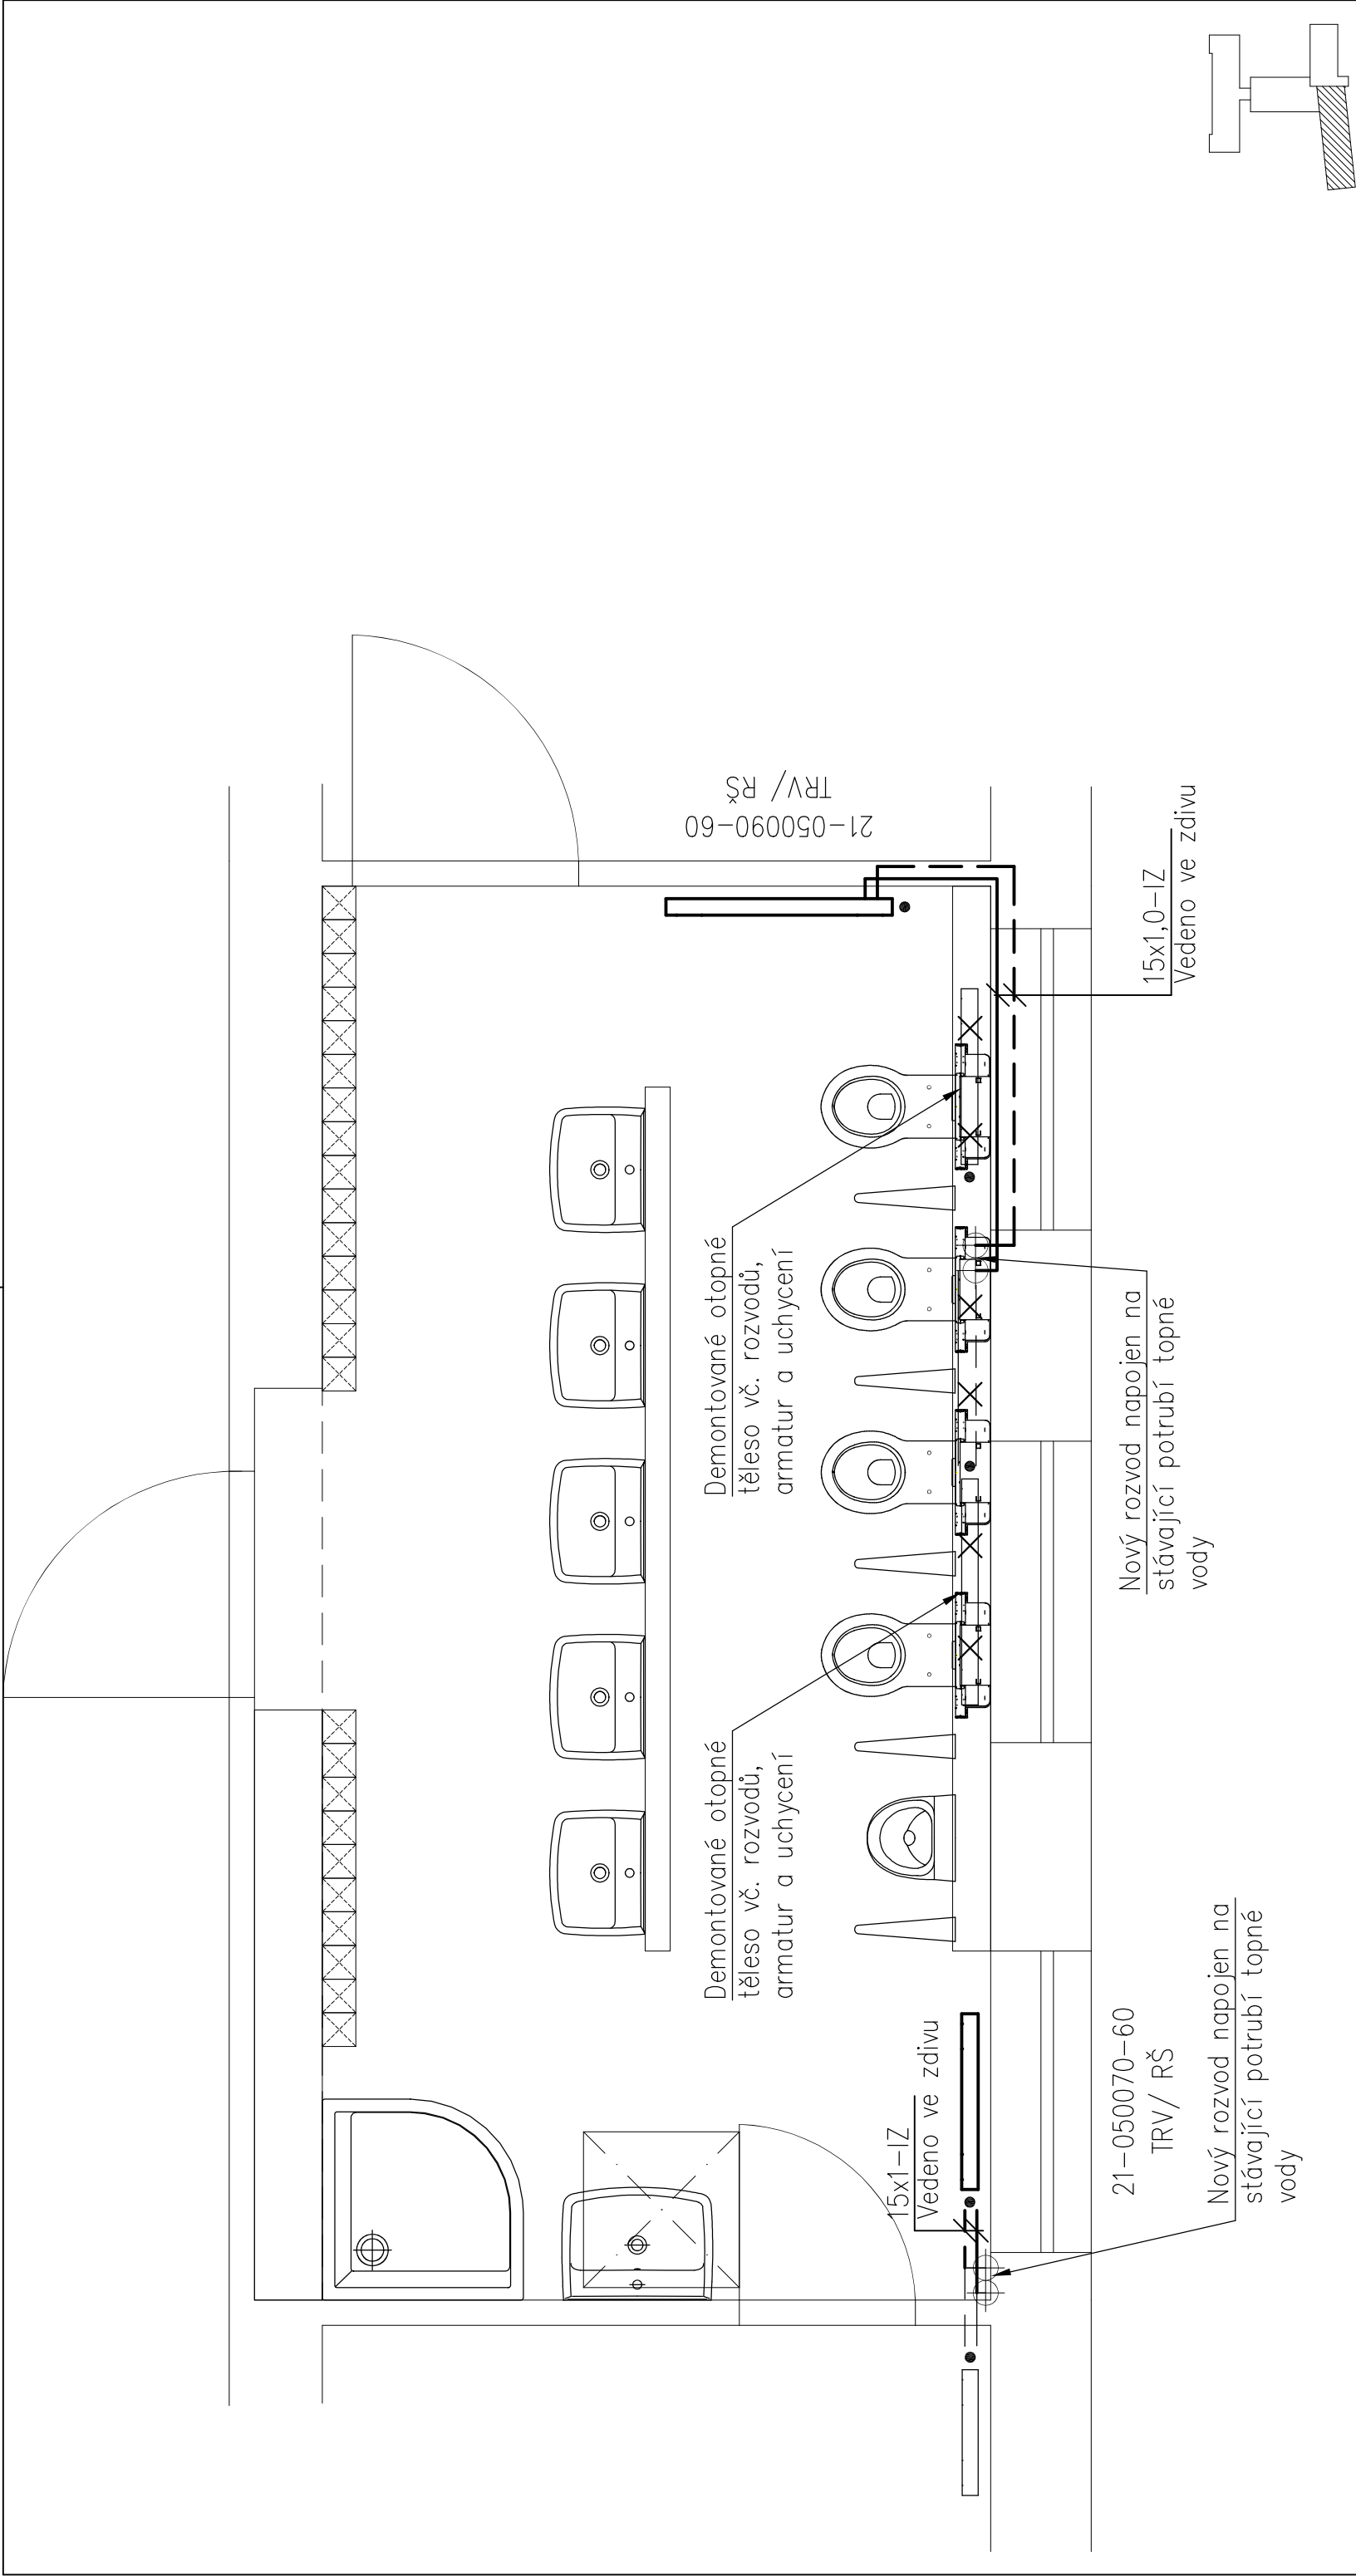 21-050090-60
TRV/ RŠ
15x1,0-IZ
Vedeno ve zdivu
Demontované otopné
těleso vč. rozvodů,
armatur a uchycení
Nový rozvod napojen na
stávající potrubí topné
vody
Demontované otopné
těleso vč. rozvodů,
armatur a uchycení
15x1-IZ
Vedeno ve zdivu
21-050070-60
TRV/ RŠ
Nový rozvod napojen na
stávající potrubí topné
vody